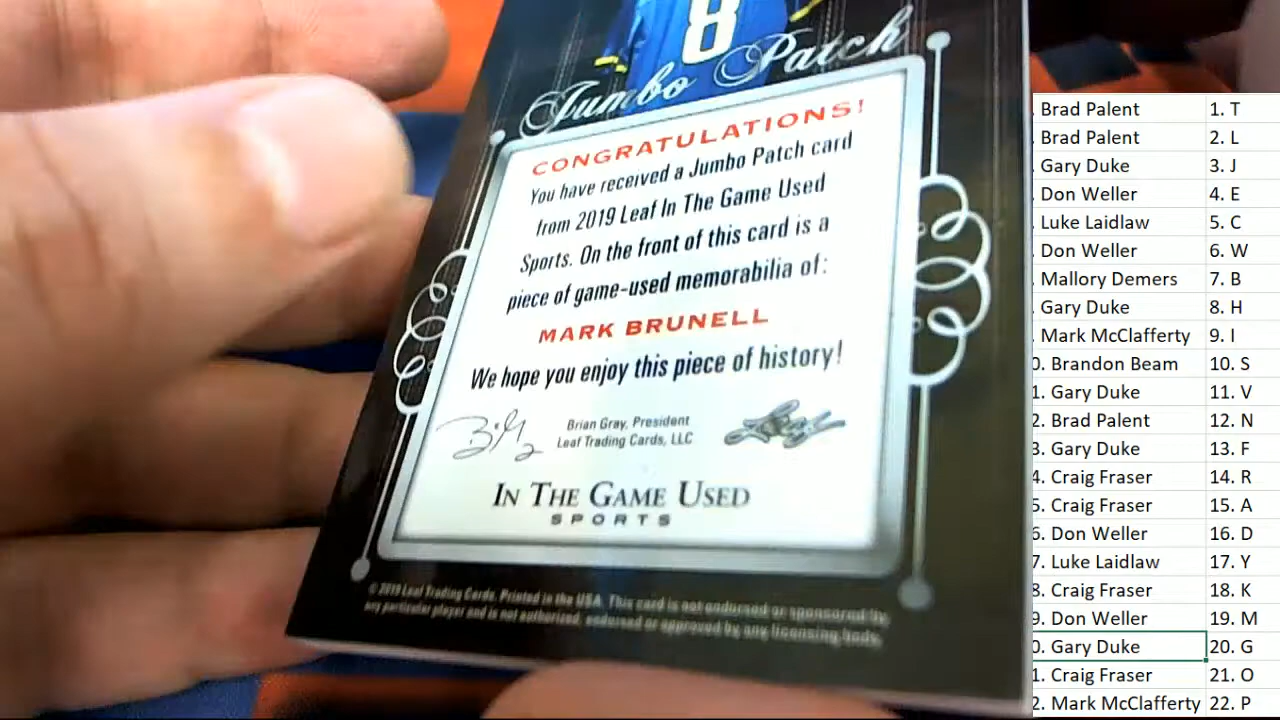 8
Jumbo Patch
CONGRATULATIONS!
You have received a Jumbo Patch card
from 2019 Leaf In The Game Used
Sports. On the front of this card is a
piece of game-used memorabilia of:
MARK BRUNELL
We hope you enjoy this piece of history!
Brian Gray, President
Leaf Trading Cards, LLC
Leaf
IN THE GAME USED
SPORTS
© 2019 Leaf Trading Cards. Printed in the USA. This card is not endorsed or sponsored by
any particular player and is not authorized, endorsed or approved by any licensing body.
. Brad Palent 1. T
. Brad Palent 2. L
. Gary Duke 3. J
. Don Weller 4. E
. Luke Laidlaw 5. C
. Don Weller 6. W
. Mallory Demers 7. B
. Gary Duke 8. H
. Mark McClafferty 9. I
0. Brandon Beam 10. S
1. Gary Duke 11. V
2. Brad Palent 12. N
3. Gary Duke 13. F
4. Craig Fraser 14. R
5. Craig Fraser 15. A
6. Don Weller 16. D
7. Luke Laidlaw 17. Y
8. Craig Fraser 18. K
9. Don Weller 19. M
0. Gary Duke 20. G
1. Craig Fraser 21. O
2. Mark McClafferty 22. P